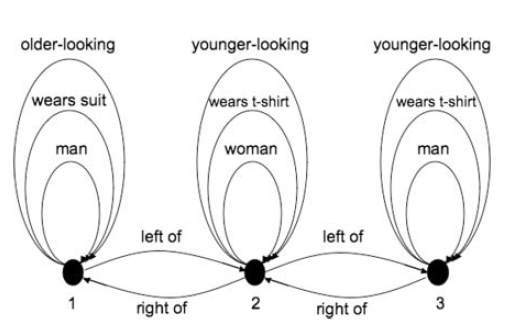 older-looking younger-looking younger-looking
wears suit wears t-shirt wears t-shirt
man woman man
left of left of
1 2 3
right of right of